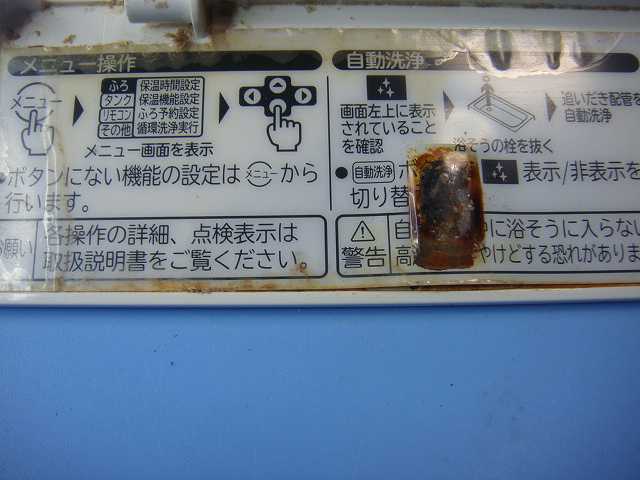 メニュー操作
メニュー
ふろ 保温時間設定
タンク 保温機能設定
リモコン ふろ予約設定
その他 循環洗浄実行
メニュー画面を表示
●ボタンにない機能の設定はメニューから
行います。
お願い
各操作の詳細、点検表示は
取扱説明書をご覧ください。
自動洗浄
画面左上に表示
されていること
を確認
浴そうの栓を抜く
追いだき配管を
自動洗浄
●自動洗浄
表示/非表示を
切り替
警告
自 中に浴そうに入らない
高 やけどする恐れがありま